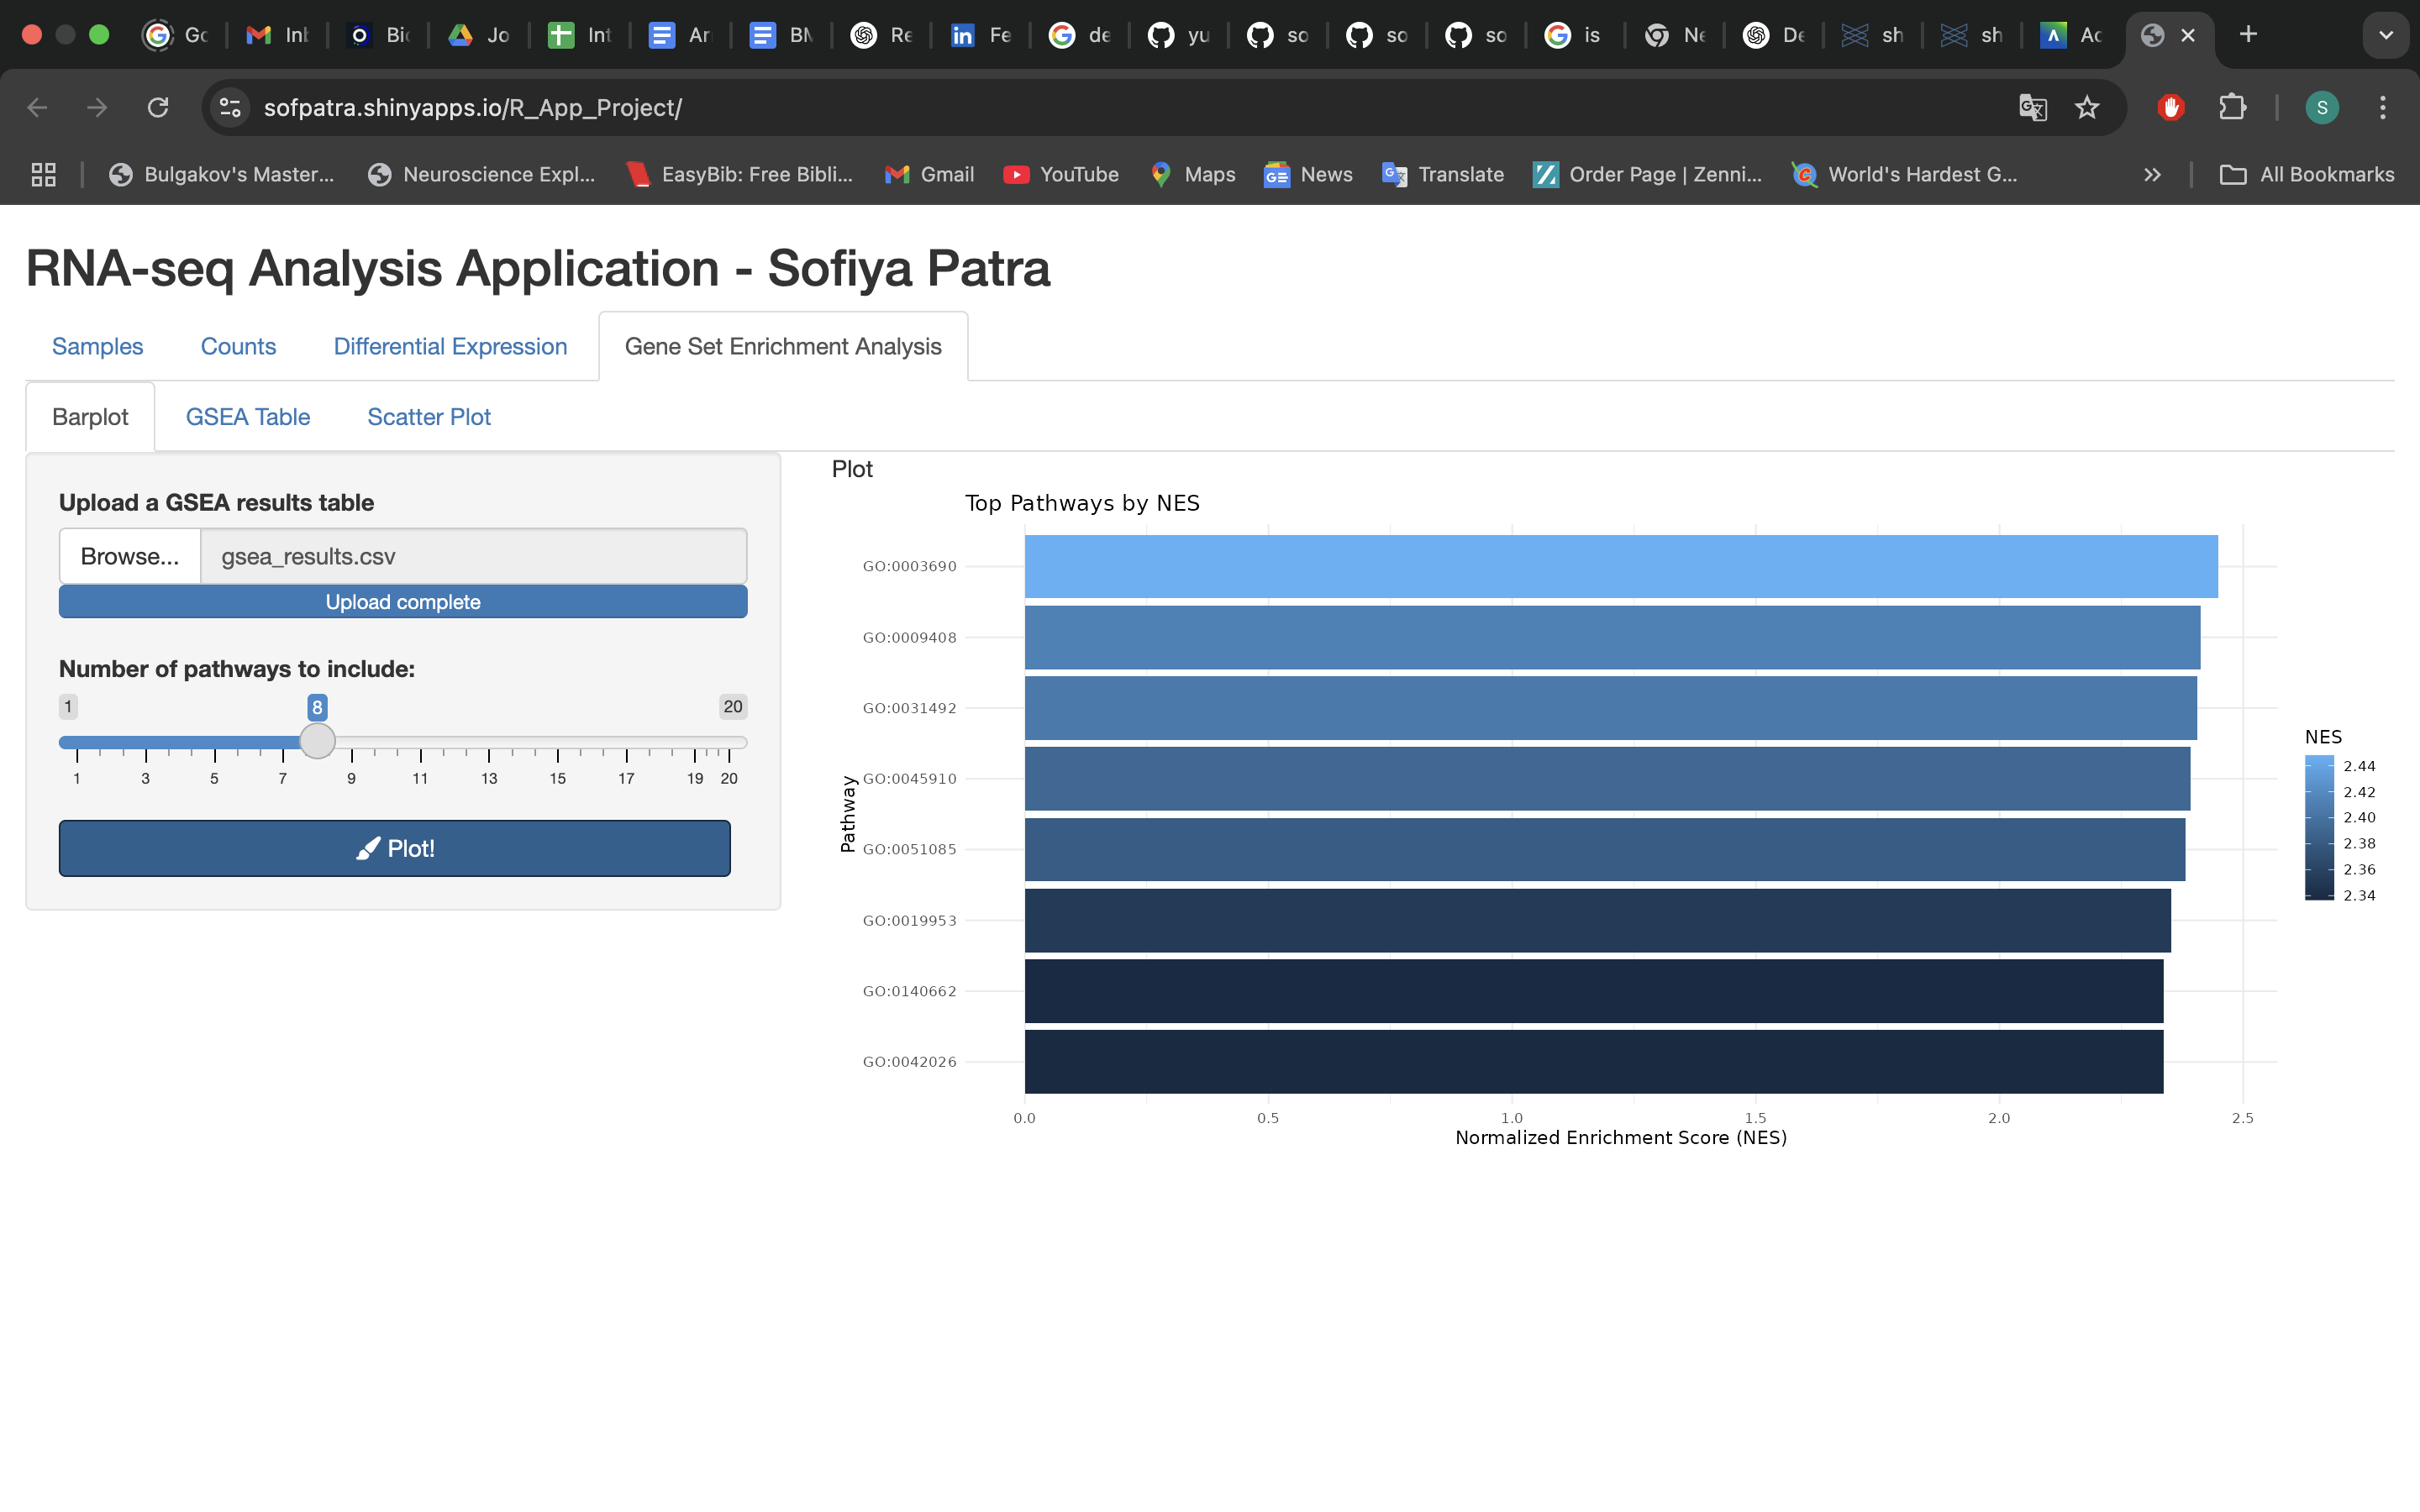 Gc Inl Bic Jo Int Ar BM Re Fe de yu so so so is Ne De sh sh Ac
sofpatra.shinyapps.io/R_App_Project/ S
Bulgakov's Master... Neuroscience Expl... EasyBib: Free Bibli... Gmail YouTube Maps News Translate Order Page | Zenni... World's Hardest G... » All Bookmarks
RNA-seq Analysis Application - Sofiya Patra
Samples Counts Differential Expression Gene Set Enrichment Analysis
Barplot GSEA Table Scatter Plot
Upload a GSEA results table
Browse... gsea_results.csv
Upload complete
Number of pathways to include:
1 8 20
1 3 5 7 9 11 13 15 17 19 20
Plot!
Plot
Top Pathways by NES
Pathway
GO:0003690
GO:0009408
GO:0031492
GO:0045910
GO:0051085
GO:0019953
GO:0140662
GO:0042026
0.0 0.5 1.0 1.5 2.0 2.5
Normalized Enrichment Score (NES)
NES
2.44
2.42
2.40
2.38
2.36
2.34